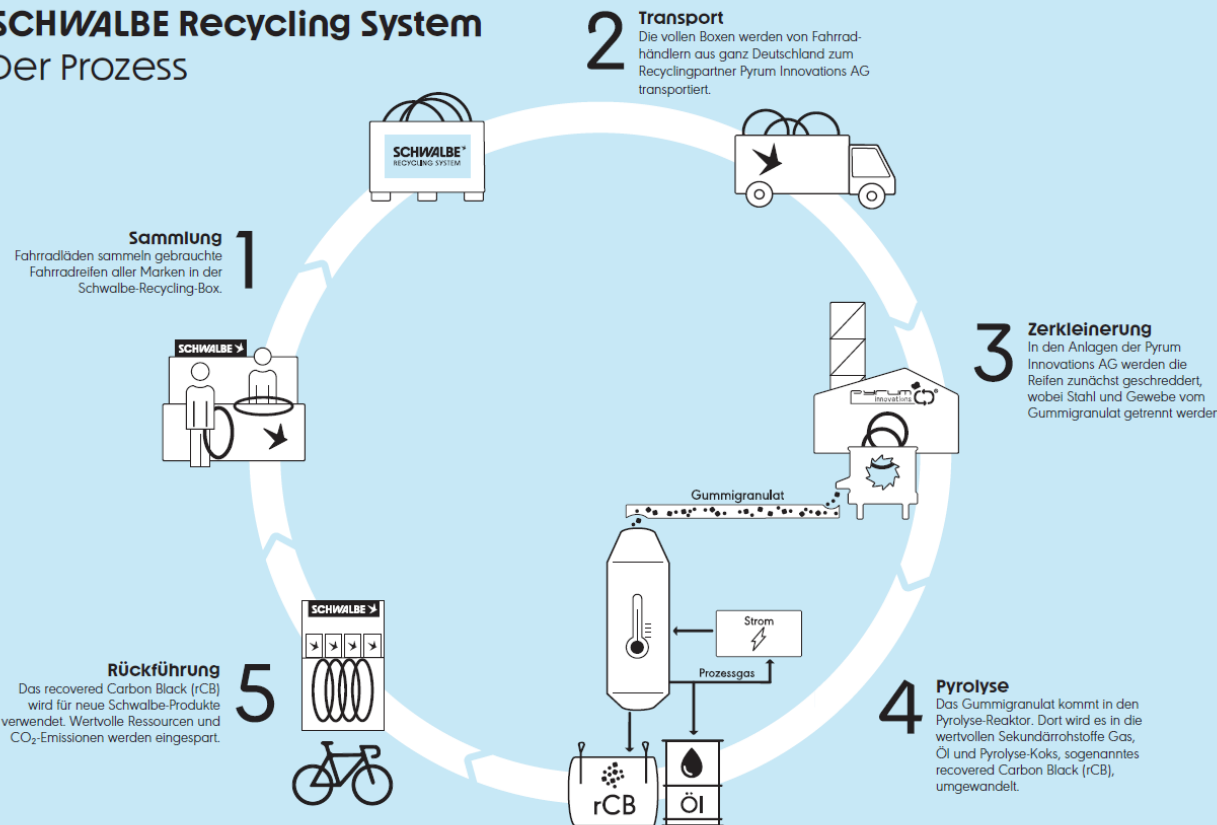 SCHWALBE Recycling System
Der Prozess
2
Transport
Die vollen Boxen werden von Fahrrad-
händlern aus ganz Deutschland zum
Recyclingpartner Pyrum Innovations AG
transportiert.
SCHWALBE
RECYCLING SYSTEM
Sammlung
1
Fahrradläden sammeln gebrauchte
Fahrradreifen aller Marken in der
Schwalbe-Recycling-Box.
SCHWALBE
3
Zerkleinerung
In den Anlagen der Pyrum
Innovations AG werden die
Reifen zunächst geschreddert,
wobei Stahl und Gewebe vom
Gummigranulat getrennt werden
pyrum
innovations
Gummigranulat
Strom
Prozessgas
SCHWALBE
Rückführung
5
Das recovered Carbon Black (rCB)
wird für neue Schwalbe-Produkte
verwendet. Wertvolle Ressourcen und
CO₂-Emissionen werden eingespart.
4
Pyrolyse
Das Gummigranulat kommt in den
Pyrolyse-Reaktor. Dort wird es in die
wertvollen Sekundärrohstoffe Gas,
Öl und Pyrolyse-Koks, sogenanntes
recovered Carbon Black (rCB),
umgewandelt.
rCB
Öl